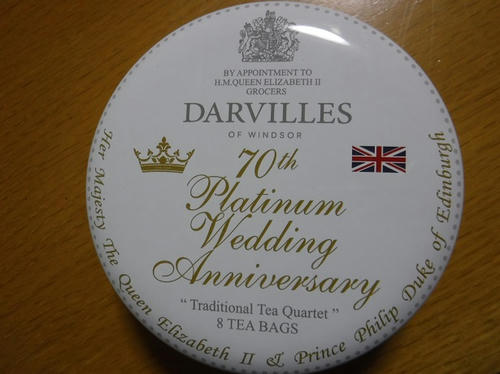 BY APPOINTMENT TO
H.M.QUEEN ELIZABETH II
GROCERS
DARVILLES
OF WINDSOR
70th
Platinum
Wedding
Anniversary
" Traditional Tea Quartet "
8 TEA BAGS
Her Majesty The Queen Elizabeth II & Prince Philip Duke of Edinburgh